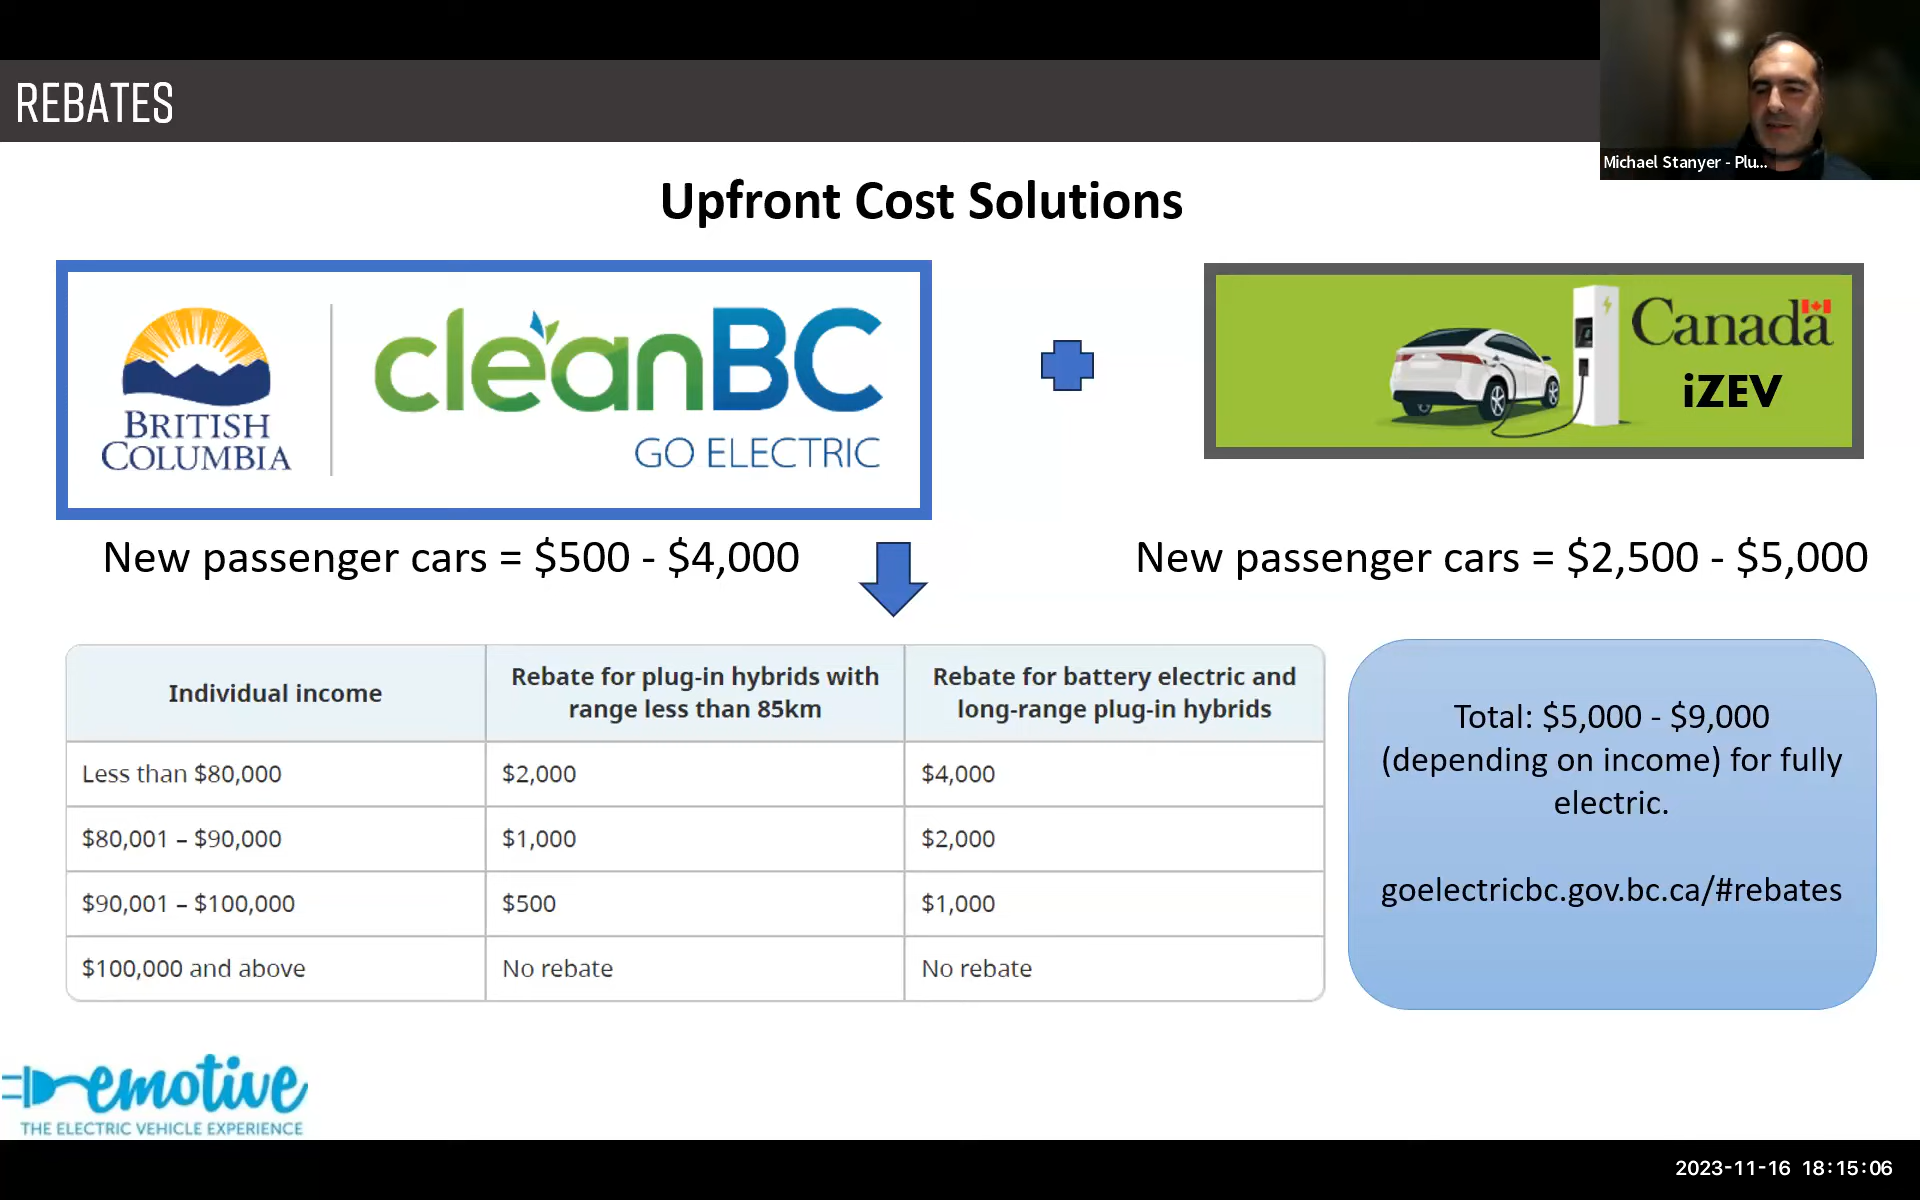 REBATES
Michael Stanyer - Plu...
Upfront Cost Solutions
BRITISH
COLUMBIA
cleanBC
GO ELECTRIC
Canada
iZEV
New passenger cars = $500 - $4,000
New passenger cars = $2,500 - $5,000
Individual income
Rebate for plug-in hybrids with
range less than 85km
Rebate for battery electric and
long-range plug-in hybrids
Less than $80,000
$2,000
$4,000
$80,001 – $90,000
$1,000
$2,000
$90,001 – $100,000
$500
$1,000
$100,000 and above
No rebate
No rebate
Total: $5,000 - $9,000
(depending on income) for fully
electric.
goelectricbc.gov.bc.ca/#rebates
emotive
THE ELECTRIC VEHICLE EXPERIENCE
2023-11-16 18:15:06